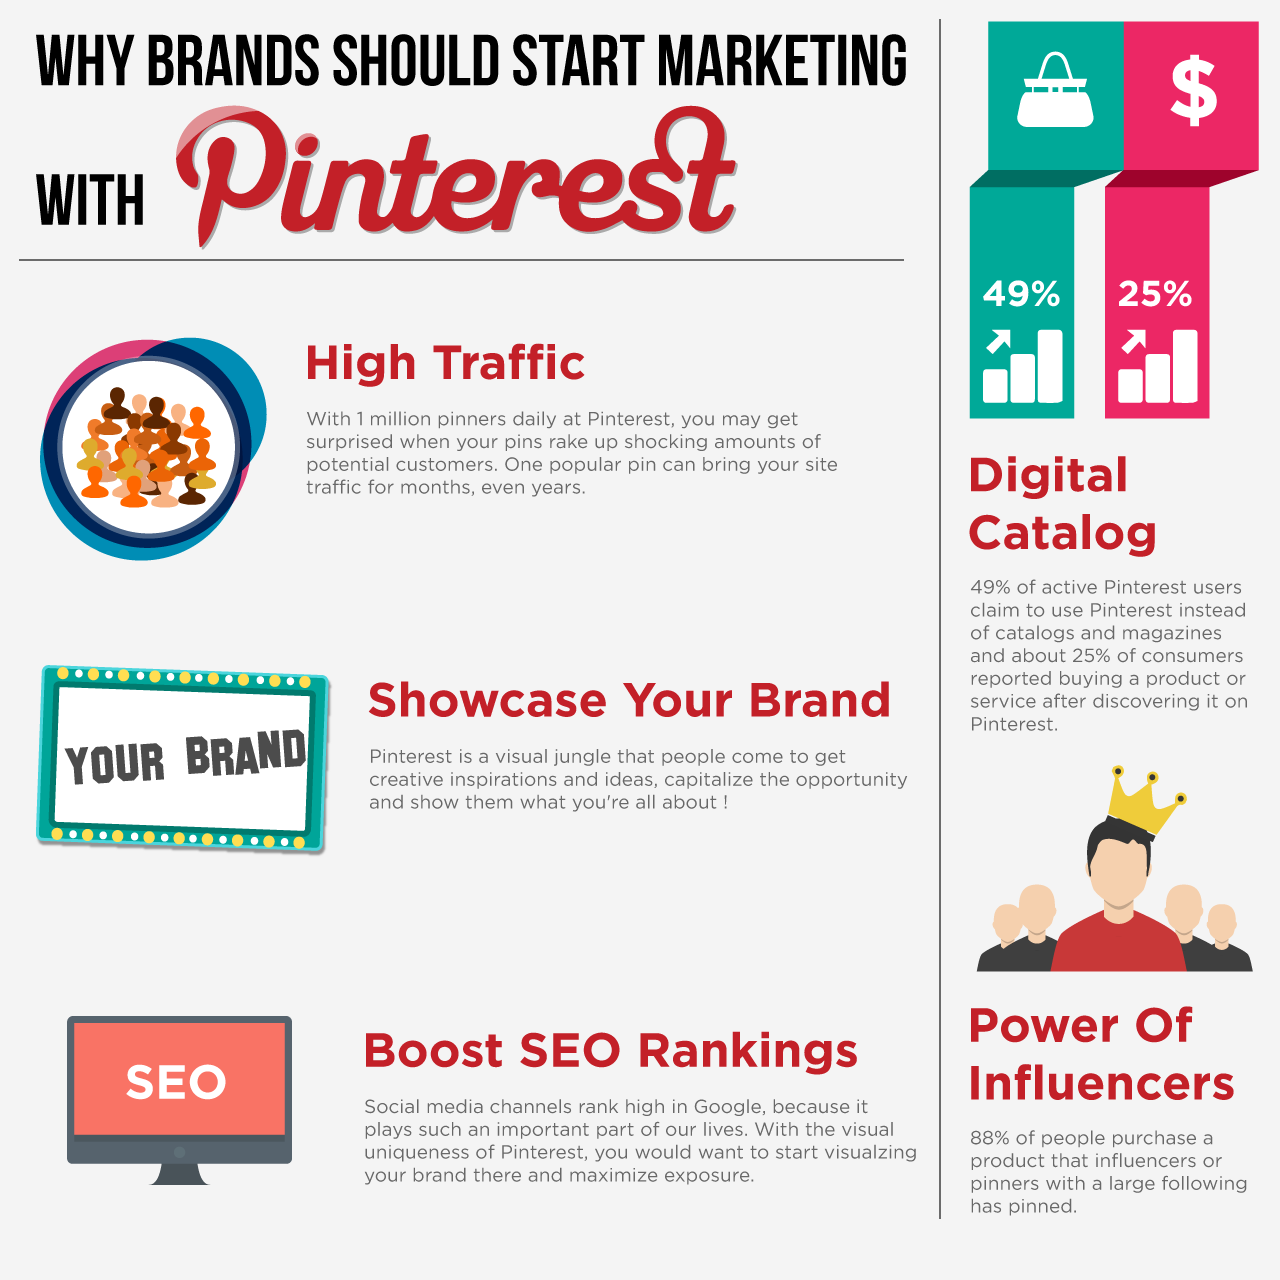 WHY BRANDS SHOULD START MARKETING
WITH Pinterest
High Traffic
With 1 million pinners daily at Pinterest, you may get
surprised when your pins rake up shocking amounts of
potential customers. One popular pin can bring your site
traffic for months, even years.
YOUR BRAND
Showcase Your Brand
Pinterest is a visual jungle that people come to get
creative inspirations and ideas, capitalize the opportunity
and show them what you're all about !
SEO
Boost SEO Rankings
Social media channels rank high in Google, because it
plays such an important part of our lives. With the visual
uniqueness of Pinterest, you would want to start visualzing
your brand there and maximize exposure.
$
49% 25%
Digital
Catalog
49% of active Pinterest users
claim to use Pinterest instead
of catalogs and magazines
and about 25% of consumers
reported buying a product or
service after discovering it on
Pinterest.
Power Of
Influencers
88% of people purchase a
product that influencers or
pinners with a large following
has pinned.